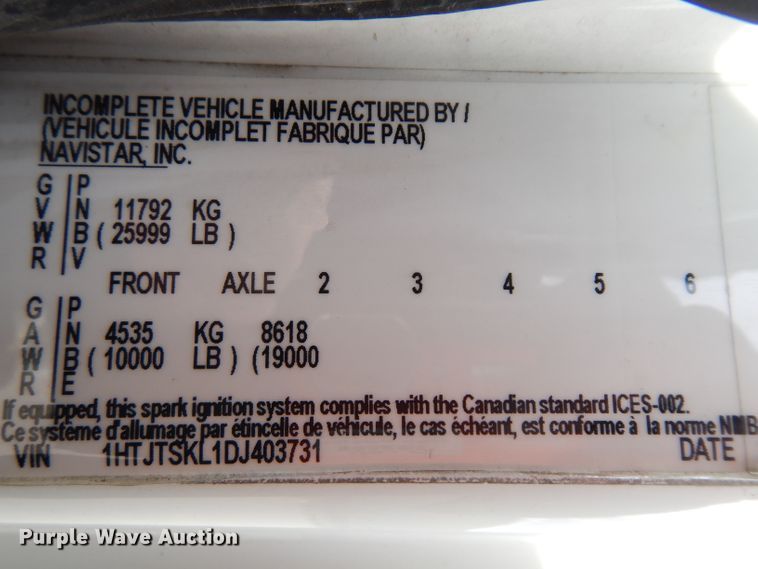 INCOMPLETE VEHICLE MANUFACTURED BY /
(VEHICULE INCOMPLET FABRIQUE PAR)
NAVISTAR, INC.
G P
V N 11792 KG
W B ( 25999 LB )
R V
FRONT AXLE 2 3 4 5 6
G P
A N 4535 KG 8618
W B ( 10000 LB ) (19000
R E
If equipped, this spark ignition system complies with the Canadian standard ICES-002.
Ce système d'allumage par étincelle de véhicule, le cas échéant, est conforme à la norme NMB
VIN 1HTJTSKL1DJ403731 DATE
Purple Wave Auction